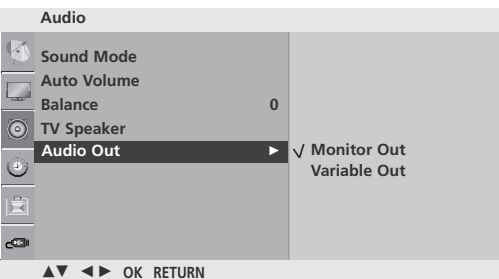 Audio
Sound Mode
Auto Volume
Balance 0
TV Speaker
Audio Out ► √ Monitor Out
Variable Out
▲▼ ◄► OK RETURN